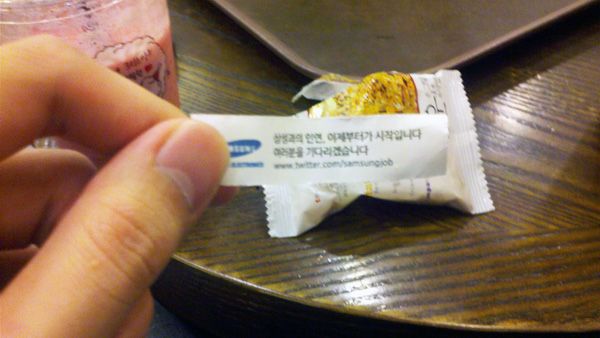 삼성과의 인연, 이제부터가 시작입니다
여러분을 기다리겠습니다
www.twitter.com/samsungjob